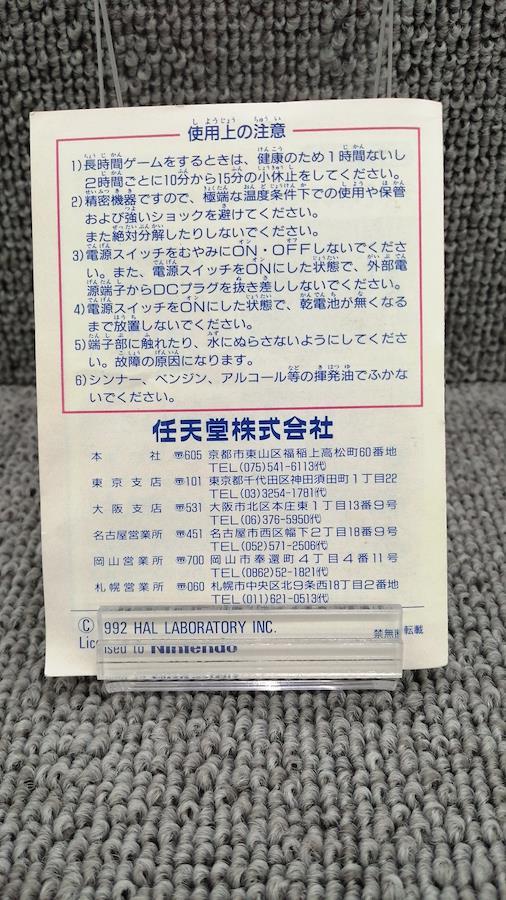 使用上の注意
1)長時間ゲームをするときは、健康のため1時間ないし
2時間ごとに10分から15分の小休止をしてください。
2)精密機器ですので、極端な温度条件下での使用や保管
および強いショックを避けてください。
また絶対分解したりしないでください。
3)電源スイッチをむやみにON・OFFしないでくださ
い。また、電源スイッチをONにした状態で、外部電
源端子からDCプラグを抜き差ししないでください。
4)電源スイッチをONにした状態で、乾電池が無くなる
まで放置しないでください。
5)端子部に触れたり、水にぬらさないようにしてくださ
い。故障の原因になります。
6)シンナー、ベンジン、アルコール等の揮発油でふかな
いでください。
任天堂株式会社
本社 〒605 京都市東山区福稲上高松町60番地
TEL(075)541-6113代
東京支店 〒101 東京都千代田区神田須田町1丁目22
TEL(03)3254-1781代
大阪支店 〒531 大阪市北区本庄東1丁目13番9号
TEL(06)376-5950代
名古屋営業所 〒451 名古屋市西区幅下2丁目18番9号
TEL(052)571-2506代
岡山営業所 〒700 岡山市奉還町4丁目4番11号
TEL(0862)52-1821代
札幌営業所 〒060 札幌市中央区北9条西18丁目2番地
TEL(011)621-0513代
© 992 HAL LABORATORY INC. 禁無 転載
to Nintendo